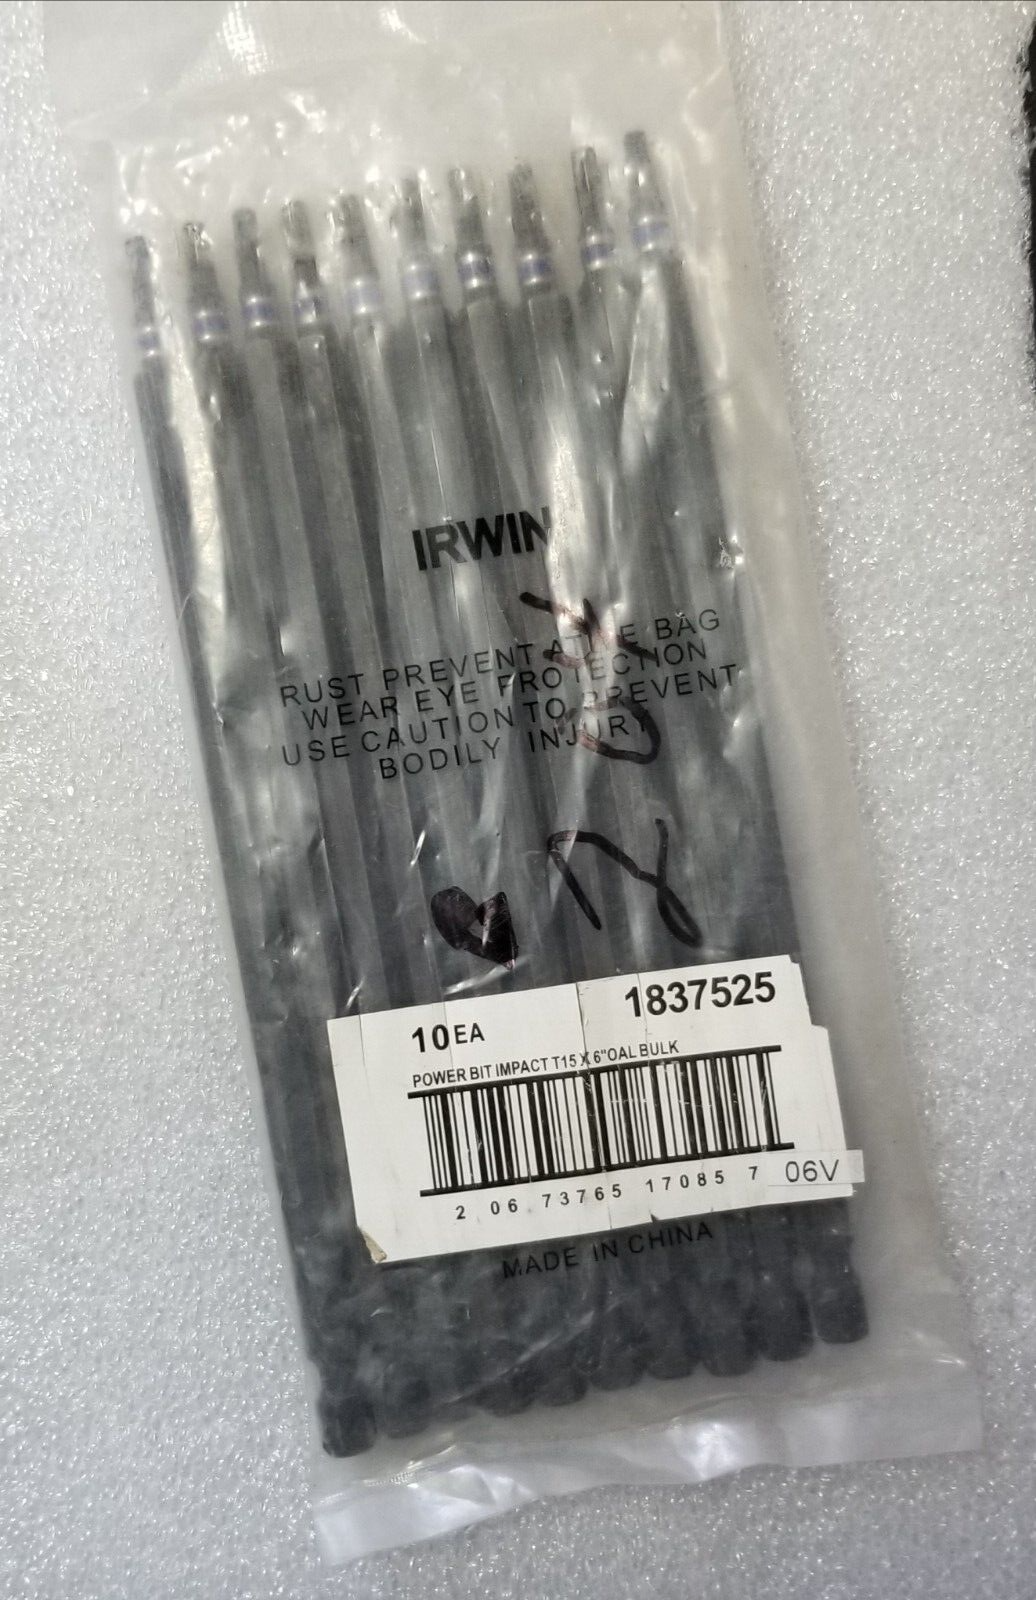 IRWIN
RUST PREVENT ATIVE BAG
WEAR EYE PROTECTION
USE CAUTION TO PREVENT
BODILY INJURY
10EA
1837525
POWER BIT IMPACT T15 X 6"OAL BULK
2 06 73765 17085 7
06V
MADE IN CHINA